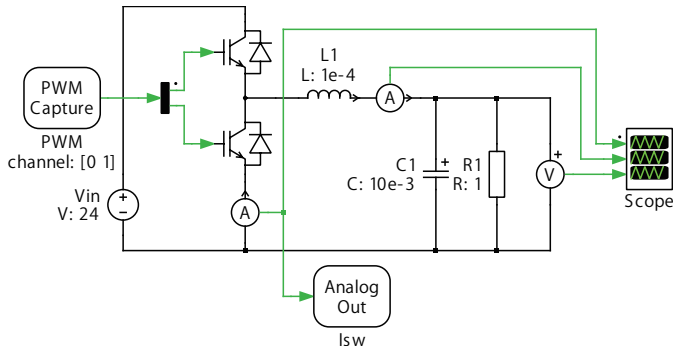 PWM
Capture
PWM
channel: [0 1]
Vin
V: 24
L1
L: 1e-4
A
A
C1
C: 10e-3
R1
R: 1
V
Scope
Analog
Out
Isw